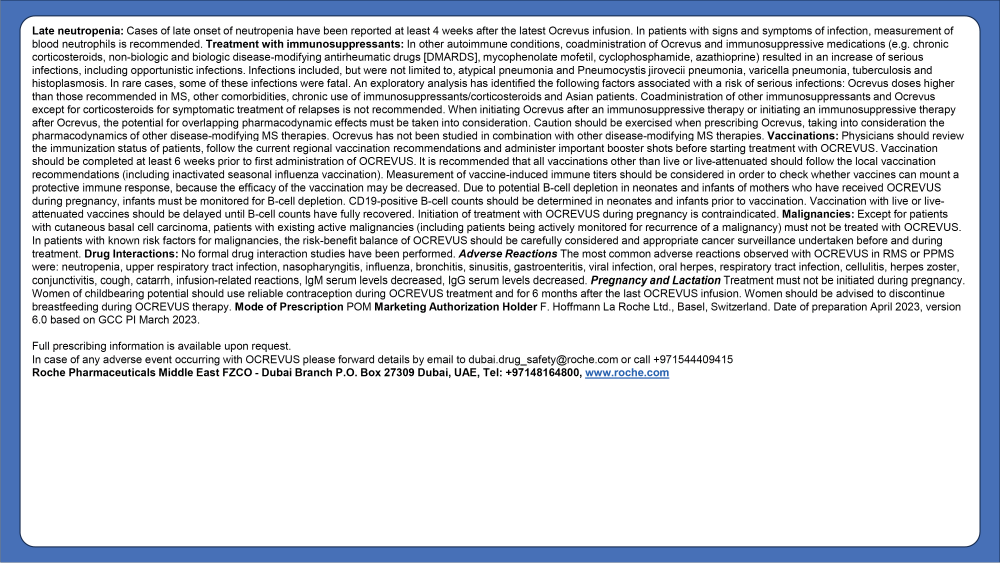 Late neutropenia: Cases of late onset of neutropenia have been reported at least 4 weeks after the latest Ocrevus infusion. In patients with signs and symptoms of infection, measurement of
blood neutrophils is recommended. Treatment with immunosuppressants: In other autoimmune conditions, coadministration of Ocrevus and immunosuppressive medications (e.g. chronic
corticosteroids, non-biologic and biologic disease-modifying antirheumatic drugs [DMARDS], mycophenolate mofetil, cyclophosphamide, azathioprine) resulted in an increase of serious
infections, including opportunistic infections. Infections included, but were not limited to, atypical pneumonia and Pneumocystis jirovecii pneumonia, varicella pneumonia, tuberculosis and
histoplasmosis. In rare cases, some of these infections were fatal. An exploratory analysis has identified the following factors associated with a risk of serious infections: Ocrevus doses higher
than those recommended in MS, other comorbidities, chronic use of immunosuppressants/corticosteroids and Asian patients. Coadministration of other immunosuppressants and Ocrevus
except for corticosteroids for symptomatic treatment of relapses is not recommended. When initiating Ocrevus after an immunosuppressive therapy or initiating an immunosuppressive therapy
after Ocrevus, the potential for overlapping pharmacodynamic effects must be taken into consideration. Caution should be exercised when prescribing Ocrevus, taking into consideration the
pharmacodynamics of other disease-modifying MS therapies. Ocrevus has not been studied in combination with other disease-modifying MS therapies. Vaccinations: Physicians should review
the immunization status of patients, follow the current regional vaccination recommendations and administer important booster shots before starting treatment with OCREVUS. Vaccination
should be completed at least 6 weeks prior to first administration of OCREVUS. It is recommended that all vaccinations other than live or live-attenuated should follow the local vaccination
recommendations (including inactivated seasonal influenza vaccination). Measurement of vaccine-induced immune titers should be considered in order to check whether vaccines can mount a
protective immune response, because the efficacy of the vaccination may be decreased. Due to potential B-cell depletion in neonates and infants of mothers who have received OCREVUS
during pregnancy, infants must be monitored for B-cell depletion. CD19-positive B-cell counts should be determined in neonates and infants prior to vaccination. Vaccination with live or live-
attenuated vaccines should be delayed until B-cell counts have fully recovered. Initiation of treatment with OCREVUS during pregnancy is contraindicated. Malignancies: Except for patients
with cutaneous basal cell carcinoma, patients with existing active malignancies (including patients being actively monitored for recurrence of a malignancy) must not be treated with OCREVUS.
In patients with known risk factors for malignancies, the risk-benefit balance of OCREVUS should be carefully considered and appropriate cancer surveillance undertaken before and during
treatment. Drug Interactions: No formal drug interaction studies have been performed. Adverse Reactions The most common adverse reactions observed with OCREVUS in RMS or PPMS
were: neutropenia, upper respiratory tract infection, nasopharyngitis, influenza, bronchitis, sinusitis, gastroenteritis, viral infection, oral herpes, respiratory tract infection, cellulitis, herpes zoster,
conjunctivitis, cough, catarrh, infusion-related reactions, IgM serum levels decreased, IgG serum levels decreased. Pregnancy and Lactation Treatment must not be initiated during pregnancy.
Women of childbearing potential should use reliable contraception during OCREVUS treatment and for 6 months after the last OCREVUS infusion. Women should be advised to discontinue
breastfeeding during OCREVUS therapy. Mode of Prescription POM Marketing Authorization Holder F. Hoffmann La Roche Ltd., Basel, Switzerland. Date of preparation April 2023, version
6.0 based on GCC PI March 2023.
Full prescribing information is available upon request.
In case of any adverse event occurring with OCREVUS please forward details by email to dubai.drug_safety@roche.com or call +971544409415
Roche Pharmaceuticals Middle East FZCO - Dubai Branch P.O. Box 27309 Dubai, UAE, Tel: +97148164800, www.roche.com